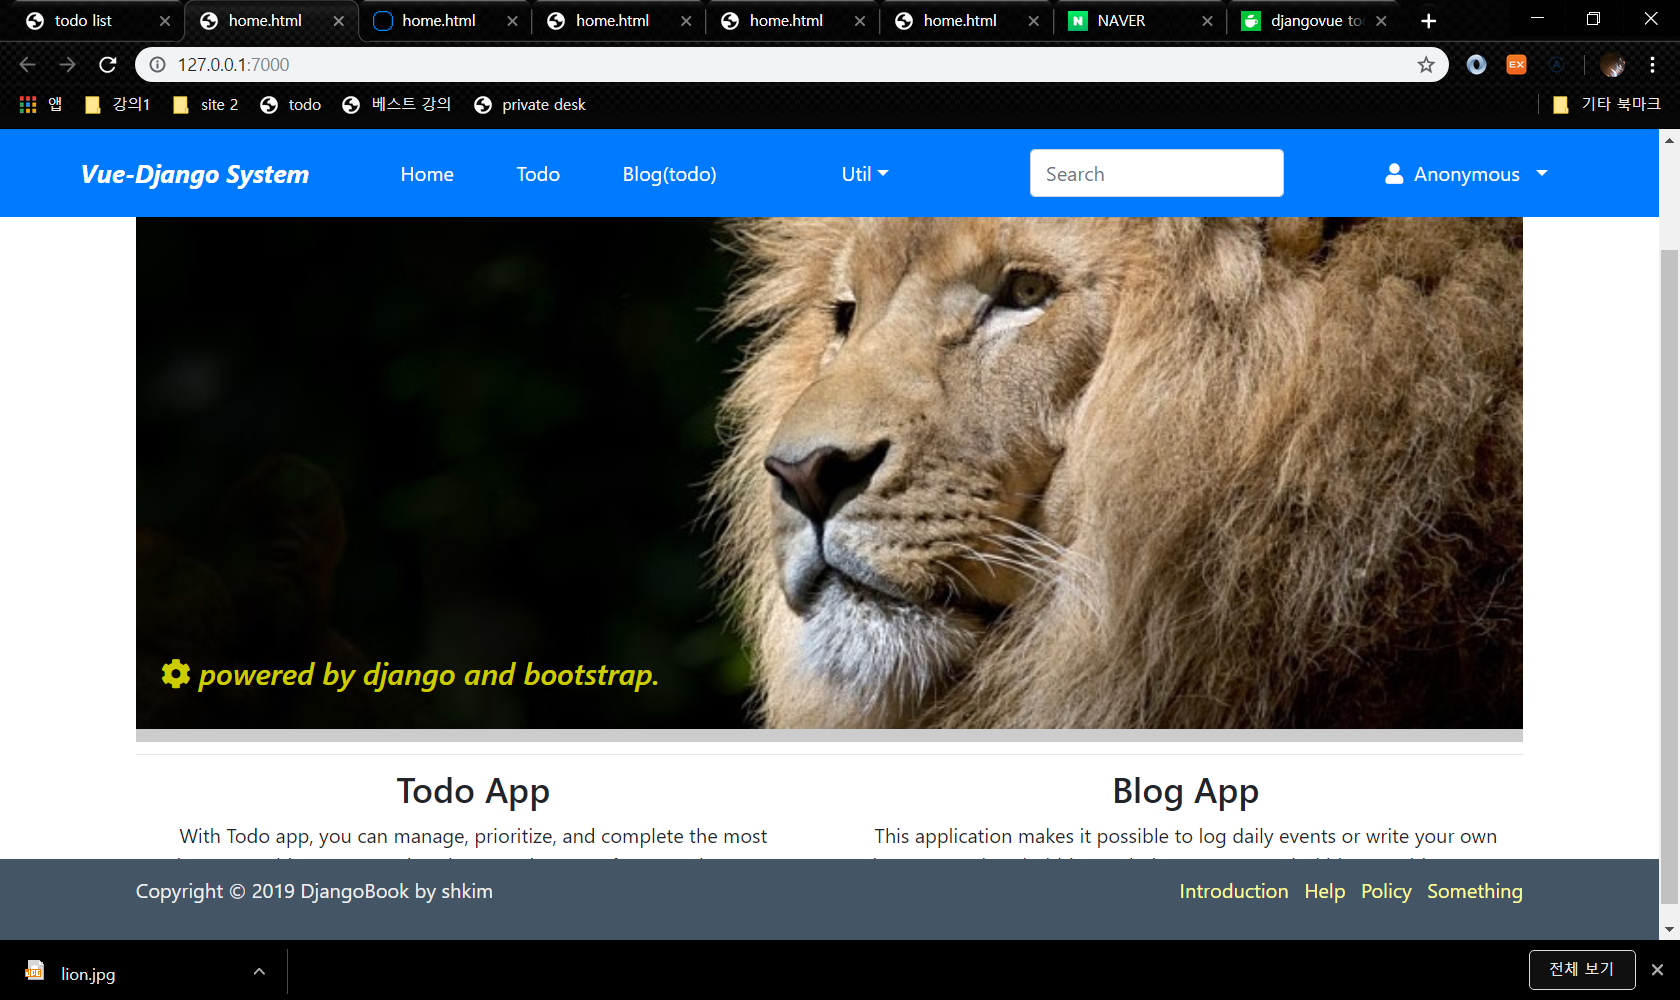 todo list
home.html
home.html
home.html
home.html
home.html
NAVER
djangovue to
127.0.0.1:7000
EX
앱
강의1
site 2
todo
베스트 강의
private desk
기타 북마크
Vue-Django System
Home
Todo
Blog(todo)
Util
Search
Anonymous
powered by django and bootstrap.
Todo App
With Todo app, you can manage, prioritize, and complete the most
Blog App
This application makes it possible to log daily events or write your own
Copyright © 2019 DjangoBook by shkim
Introduction Help Policy Something
lion.jpg
전체 보기